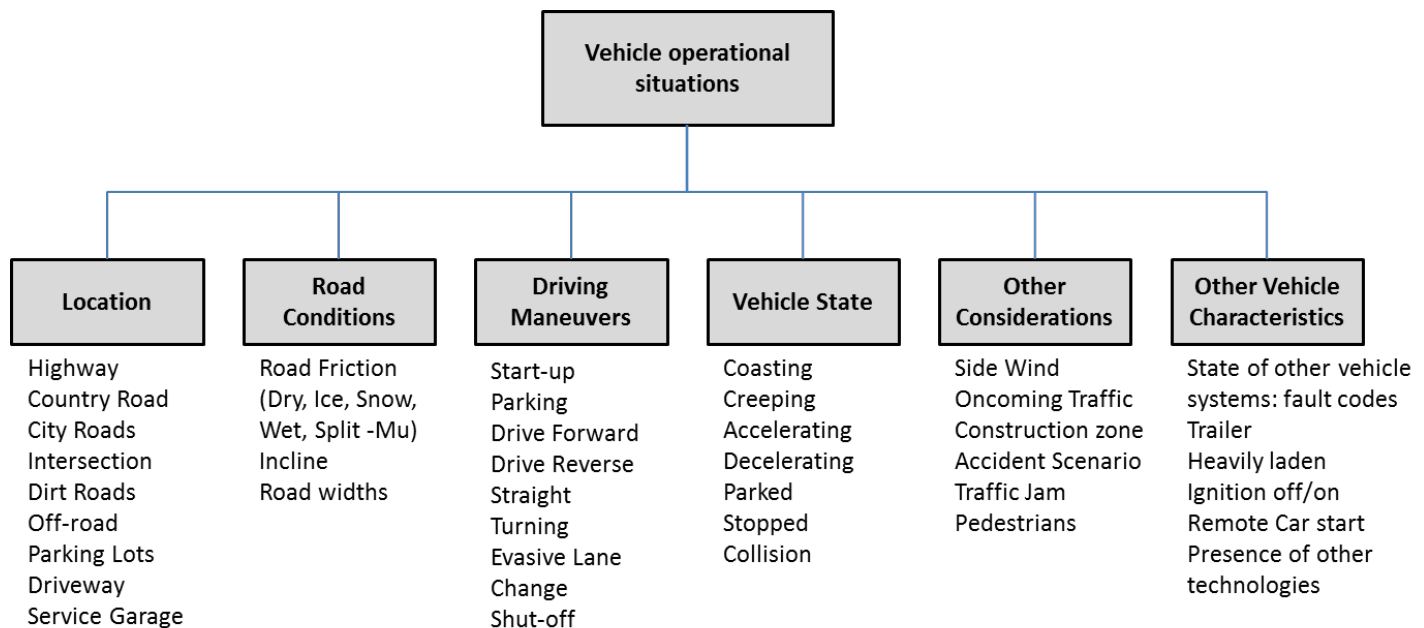 Vehicle operational
situations
Location
Highway
Country Road
City Roads
Intersection
Dirt Roads
Off-road
Parking Lots
Driveway
Service Garage
Road
Conditions
Road Friction
(Dry, Ice, Snow,
Wet, Split -Mu)
Incline
Road widths
Driving
Maneuvers
Start-up
Parking
Drive Forward
Drive Reverse
Straight
Turning
Evasive Lane
Change
Shut-off
Vehicle State
Coasting
Creeping
Accelerating
Decelerating
Parked
Stopped
Collision
Other
Considerations
Side Wind
Oncoming Traffic
Construction zone
Accident Scenario
Traffic Jam
Pedestrians
Other Vehicle
Characteristics
State of other vehicle
systems: fault codes
Trailer
Heavily laden
Ignition off/on
Remote Car start
Presence of other
technologies